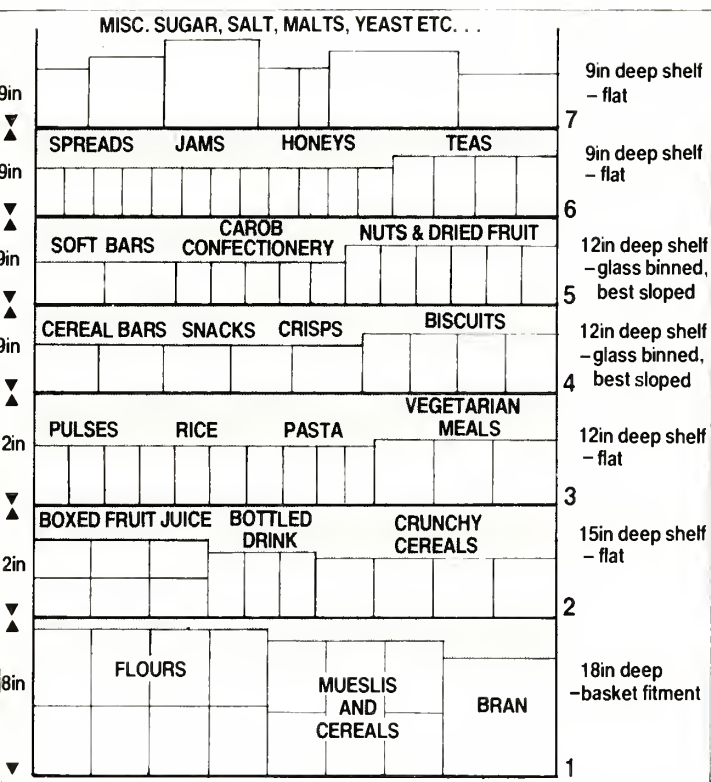 MISC. SUGAR, SALT, MALTS, YEAST ETC. . .
9in
9in deep shelf
– flat
7
SPREADS JAMS HONEYS TEAS
9in
9in deep shelf
– flat
6
SOFT BARS CAROB CONFECTIONERY NUTS & DRIED FRUIT
9in
12in deep shelf
–glass binned,
best sloped
5
CEREAL BARS SNACKS CRISPS BISCUITS
9in
12in deep shelf
–glass binned,
best sloped
4
PULSES RICE PASTA VEGETARIAN MEALS
2in
12in deep shelf
– flat
3
BOXED FRUIT JUICE BOTTLED DRINK CRUNCHY CEREALS
2in
15in deep shelf
– flat
2
FLOURS
MUESLIS
AND
CEREALS
BRAN
8in
18in deep
–basket fitment
1